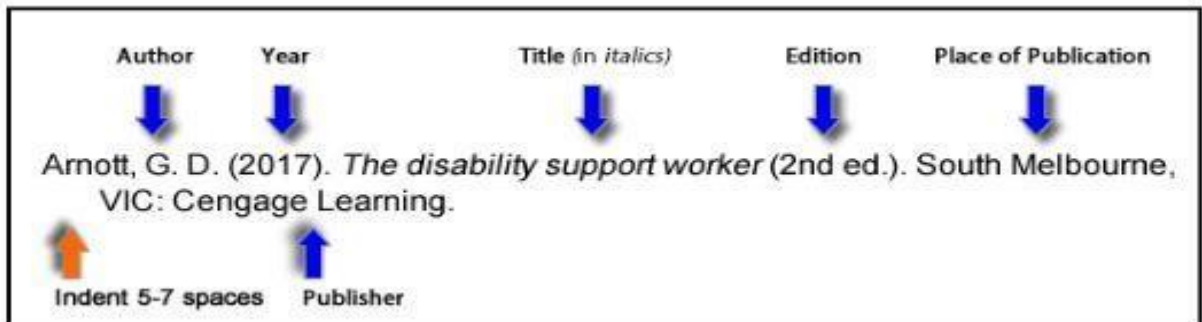 Author Year Title (in italics) Edition Place of Publication
Arnott, G. D. (2017). The disability support worker (2nd ed.). South Melbourne,
VIC: Cengage Learning.
Indent 5-7 spaces Publisher